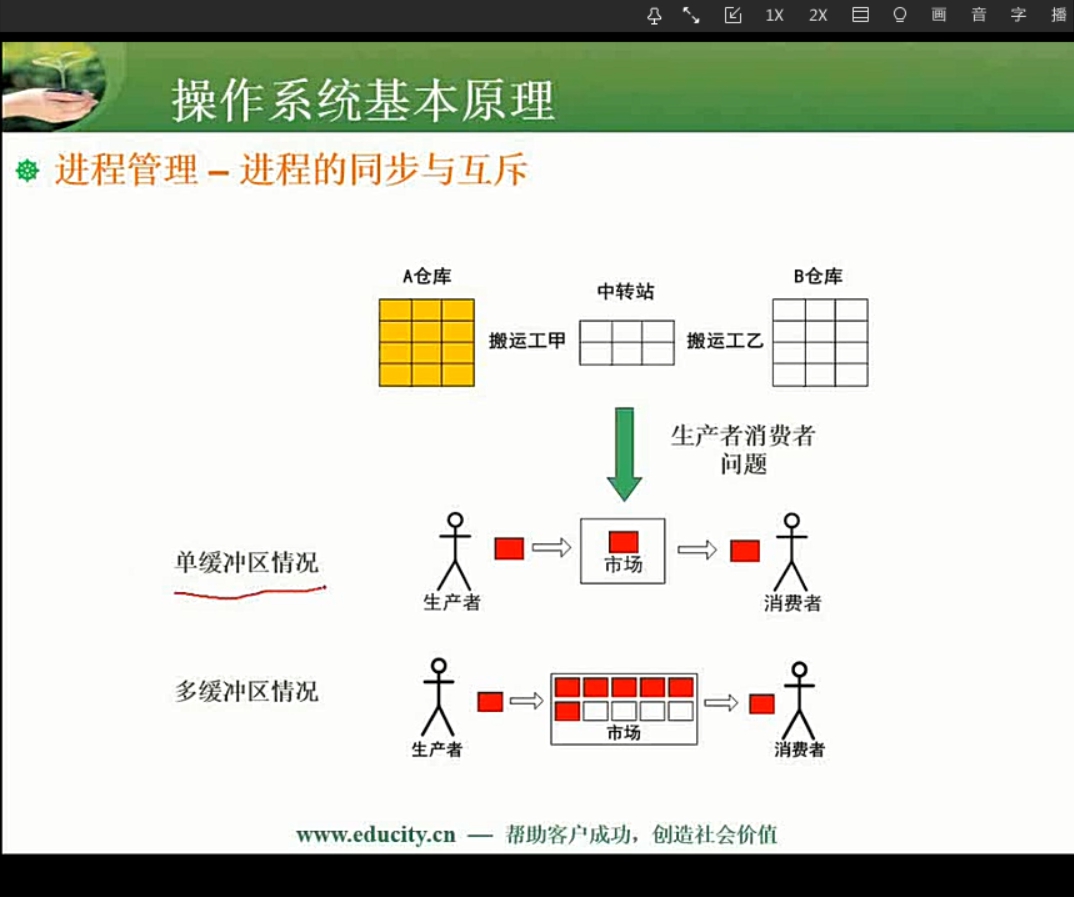 1X 2X 画 音 字 播
操作系统基本原理
进程管理 – 进程的同步与互斥
A仓库
中转站
B仓库
搬运工甲
搬运工乙
生产者消费者
问题
单缓冲区情况
市场
生产者
消费者
多缓冲区情况
市场
生产者
消费者
www.educity.cn — 帮助客户成功，创造社会价值